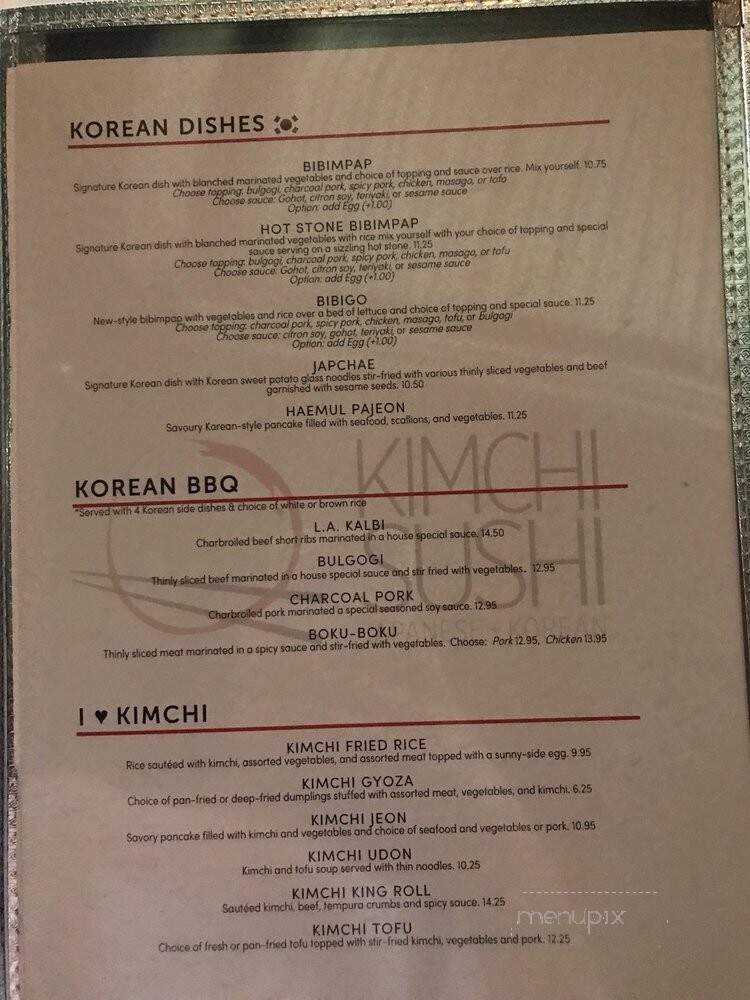 KOREAN DISHES
BIBIMPAP
Signature Korean dish with blanched marinated vegetables and choice of topping and sauce over rice. Mix yourself. 10.75
Choose topping: bulgogi, charcoal pork, spicy pork, chicken, masago, or tofu
Choose sauce: Gohot, citron soy, teriyaki, or sesame sauce
Option: add Egg (+1.00)
HOT STONE BIBIMPAP
Signature Korean dish with blanched marinated vegetables with rice mix yourself with your choice of topping and special
sauce serving on a sizzling hot stone. 11.25
Choose topping: bulgogi, charcoal pork, spicy pork, chicken, masago, or tofu
Choose sauce: Gohot, citron soy, teriyaki, or sesame sauce
Option: add Egg (+1.00)
BIBIGO
New-style bibimpap with vegetables and rice over a bed of lettuce and choice of topping and special sauce. 11.25
Choose topping: charcoal pork, spicy pork, chicken, masago, tofu, or bulgogi
Choose sauce: citron soy, gohot, teriyaki, or sesame sauce
Option: add Egg (+1.00)
JAPCHAE
Signature Korean dish with Korean sweet potato glass noodles stir-fried with various thinly sliced vegetables and beef
garnished with sesame seeds. 10.50
HAEMUL PAJEON
Savoury Korean-style pancake filled with seafood, scallions, and vegetables. 11.25
KIMCHI
SUSHI
KOREAN
KOREAN BBQ
*Served with 4 Korean side dishes & choice of white or brown rice
L.A. KALBI
Charbroiled beef short ribs marinated in a house special sauce. 14.50
BULGOGI
Thinly sliced beef marinated in a house special sauce and stir fried with vegetables. 12.95
CHARCOAL PORK
Charbroiled pork marinated a special seasoned soy sauce. 12.95
BOKU-BOKU
Thinly sliced meat marinated in a spicy sauce and stir-fried with vegetables. Choose: Pork 12.95, Chicken 13.95
I ♥ KIMCHI
KIMCHI FRIED RICE
Rice sautéed with kimchi, assorted vegetables, and assorted meat topped with a sunny-side egg. 9.95
KIMCHI GYOZA
Choice of pan-fried or deep-fried dumplings stuffed with assorted meat, vegetables, and kimchi. 6.25
KIMCHI JEON
Savory pancake filled with kimchi and vegetables and choice of seafood and vegetables or pork. 10.95
KIMCHI UDON
Kimchi and tofu soup served with thin noodles. 10.25
KIMCHI KING ROLL
Sautéed kimchi, beef, tempura crumbs and spicy sauce. 14.25
KIMCHI TOFU
Choice of fresh or pan-fried tofu topped with stir-fried kimchi, vegetables and pork. 12.25
menupix